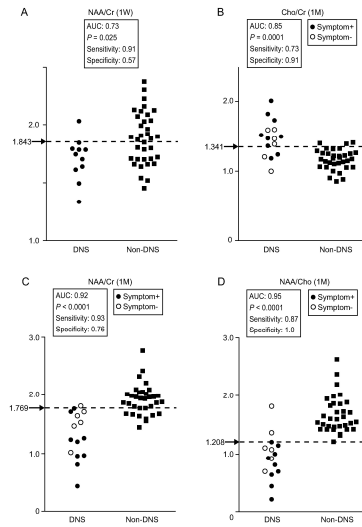 A
NAA/Cr (1W)
AUC: 0.73
P = 0.025
Sensitivity: 0.91
Specificity: 0.57
2.0
1.843
1.0
DNS
Non-DNS
B
Cho/Cr (1M)
AUC: 0.85
P = 0.0001
Sensitivity: 0.73
Specificity: 0.91
Symptom+
Symptom-
2.0
1.341
1.0
0
DNS
Non-DNS
C
NAA/Cr (1M)
AUC: 0.92
P < 0.0001
Sensitivity: 0.93
Specificity: 0.76
Symptom+
Symptom-
3.0
2.0
1.769
1.0
0
DNS
Non-DNS
D
NAA/Cho (1M)
AUC: 0.95
P < 0.0001
Sensitivity: 0.87
Specificity: 1.0
Symptom+
Symptom-
3.0
2.0
1.208
1.0
0
DNS
Non-DNS